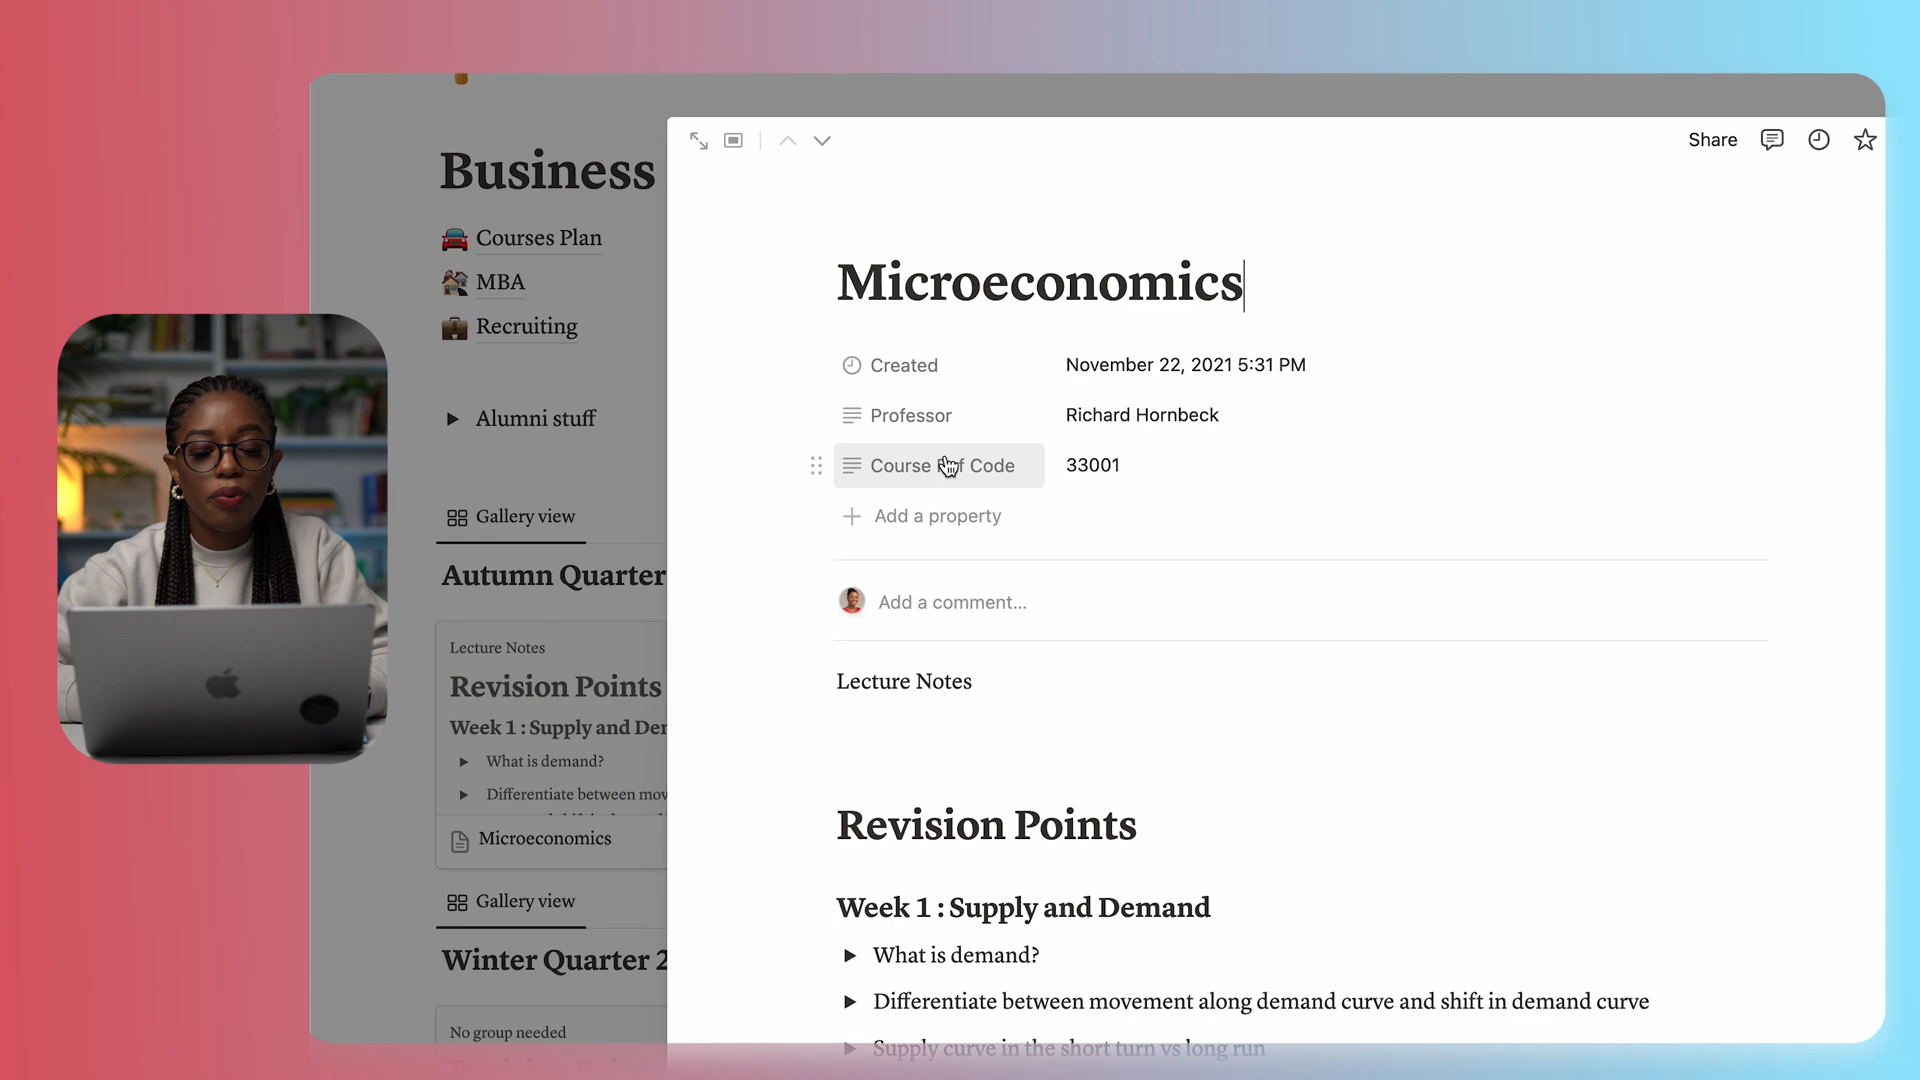 Business
Courses Plan
MBA
Recruiting
Alumni stuff
Gallery view
Autumn Quarter
Lecture Notes
Revision Points
Week 1 : Supply and Der
What is demand?
Differentiate between mov
Microeconomics
Gallery view
Winter Quarter 2
No group needed
Share
Microeconomics
Created November 22, 2021 5:31 PM
Professor Richard Hornbeck
Course Ref Code 33001
Add a property
Add a comment...
Lecture Notes
Revision Points
Week 1 : Supply and Demand
What is demand?
Differentiate between movement along demand curve and shift in demand curve
Supply curve in the short turn vs long run